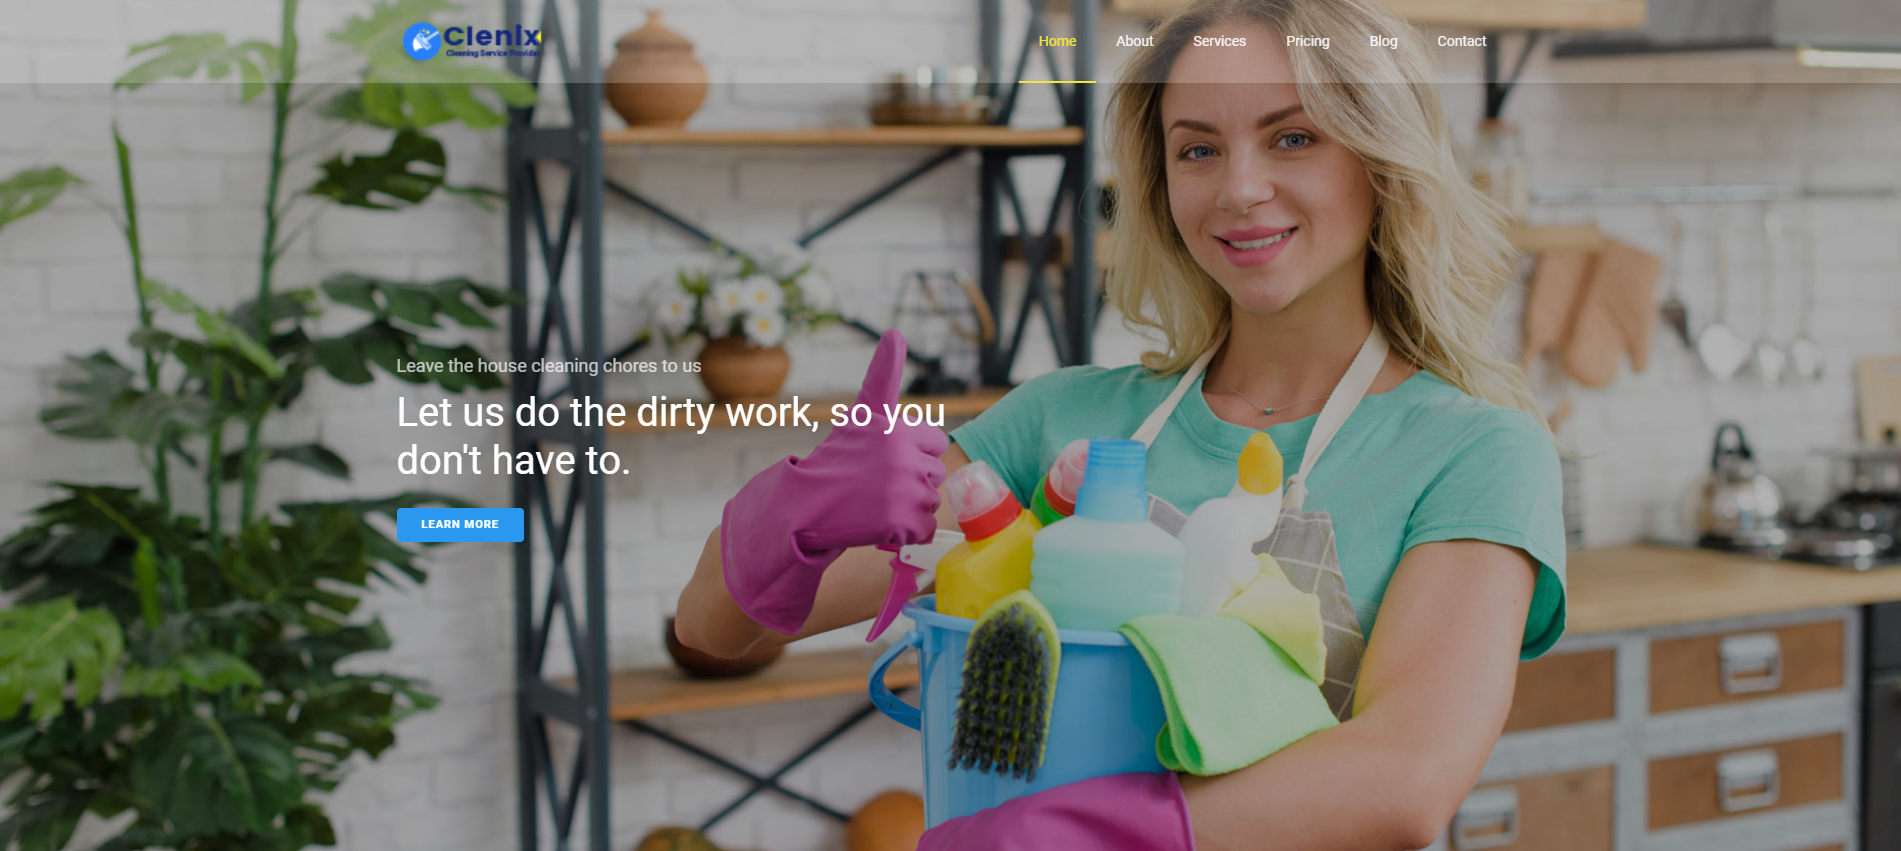 Clenix
Cleaning Service Provider
Home About Services Pricing Blog Contact
Leave the house cleaning chores to us
Let us do the dirty work, so you
don't have to.
LEARN MORE